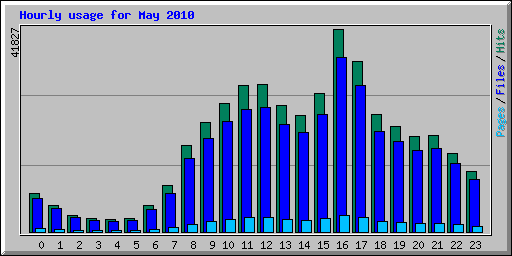 Hourly usage for May 2010
41827
Pages / Files / Hits
0 1 2 3 4 5 6 7 8 9 10 11 12 13 14 15 16 17 18 19 20 21 22 23